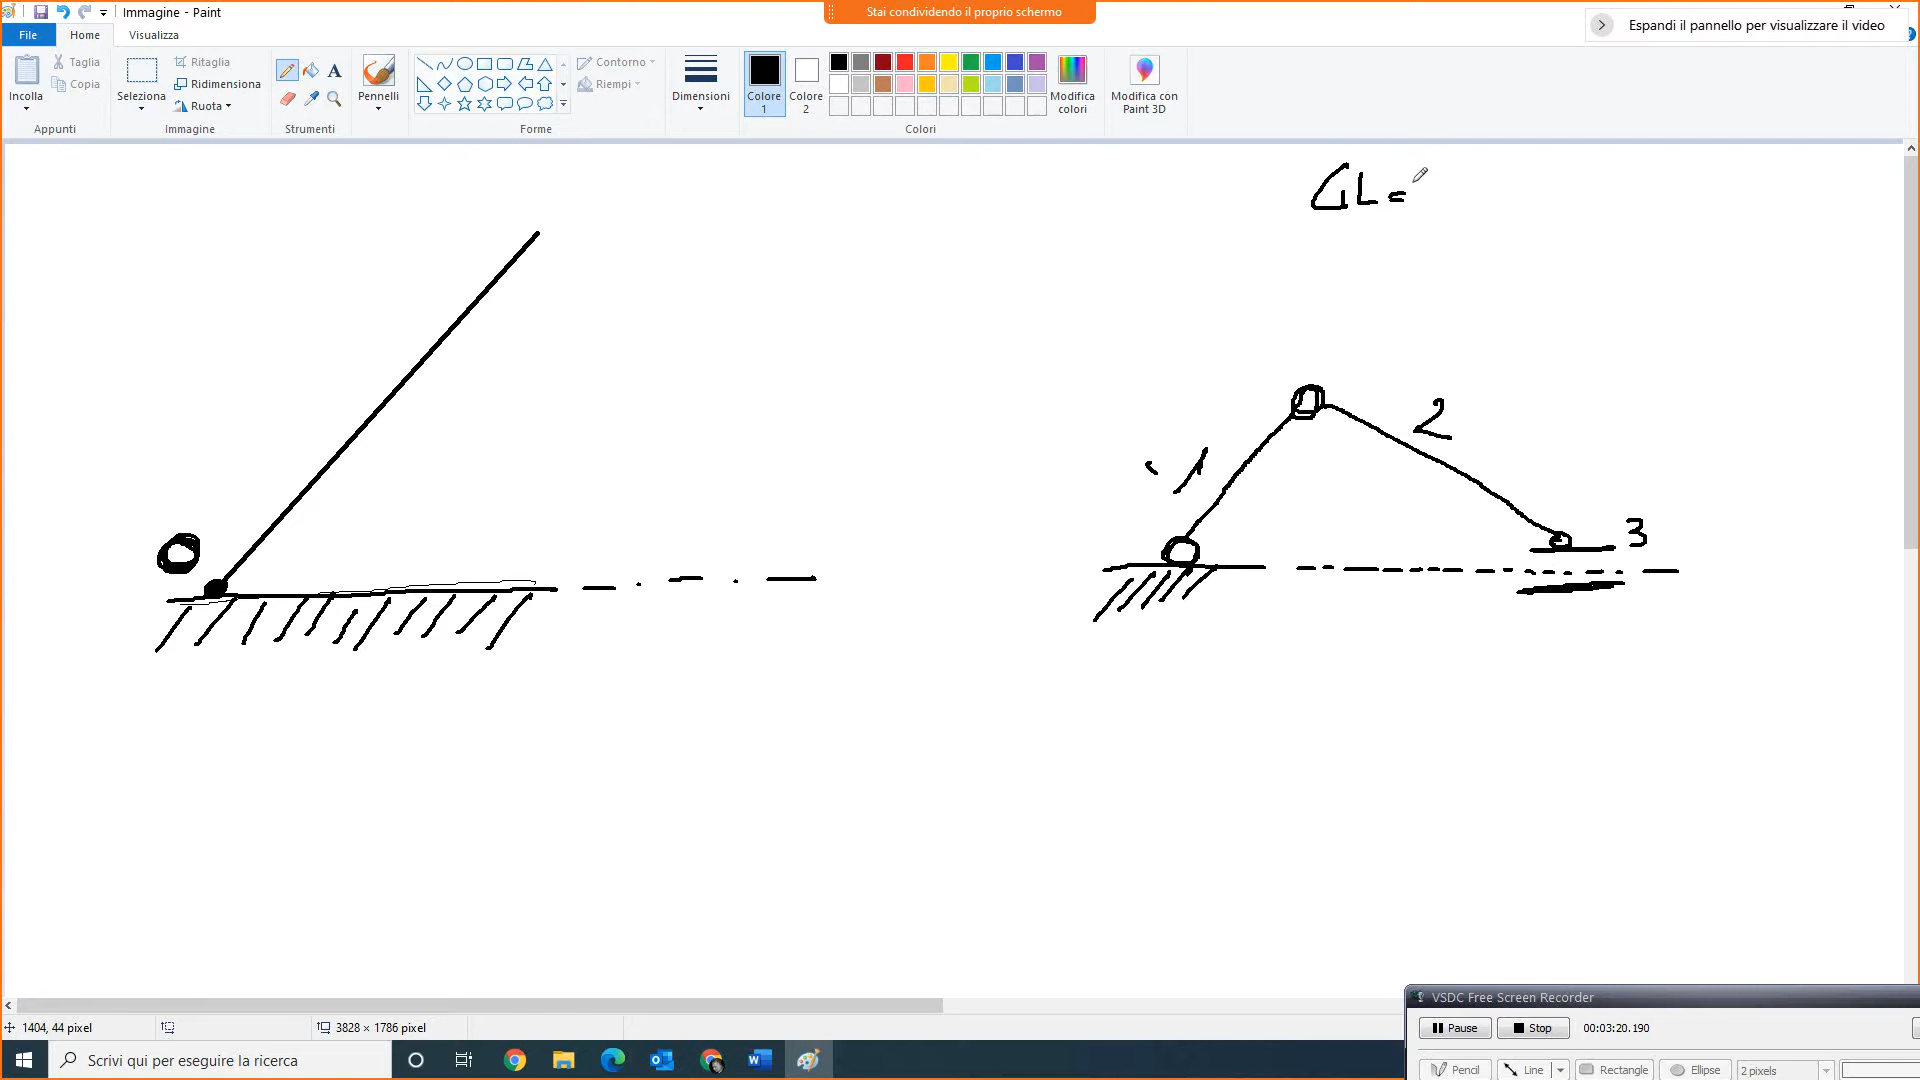 Immagine - Paint
Stai condividendo il proprio schermo
Espandi il pannello per visualizzare il video
File
Home
Visualizza
Incolla
Taglia
Copia
Appunti
Seleziona
Ritaglia
Ridimensiona
Ruota
Immagine
A
Strumenti
Pennelli
Contorno
Riempi
Forme
Dimensioni
Colore 1
Colore 2
Modifica colori
Colori
Modifica con Paint 3D
GL=
1
2
3
1404, 44 pixel
3828 × 1786 pixel
VSDC Free Screen Recorder
Pause
Stop
00:03:20.190
Pencil
Line
Rectangle
Ellipse
2 pixels
Scrivi qui per eseguire la ricerca